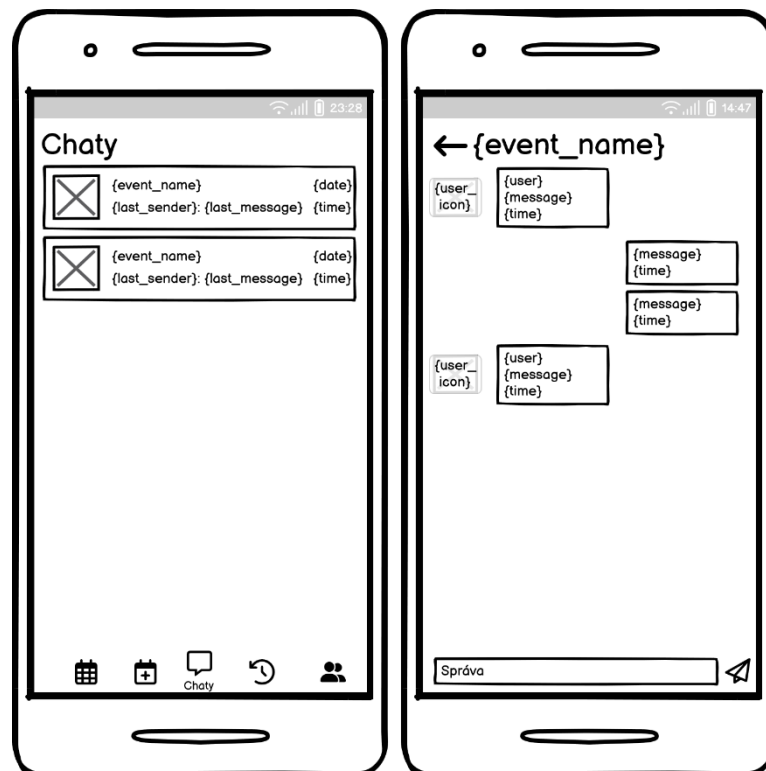 23:28
Chaty
{event_name} {date}
{last_sender}: {last_message} {time}
{event_name} {date}
{last_sender}: {last_message} {time}
Chaty
14:47
{event_name}
{user_
icon}
{user}
{message}
{time}
{message}
{time}
{message}
{time}
{user_
icon}
{user}
{message}
{time}
Správa